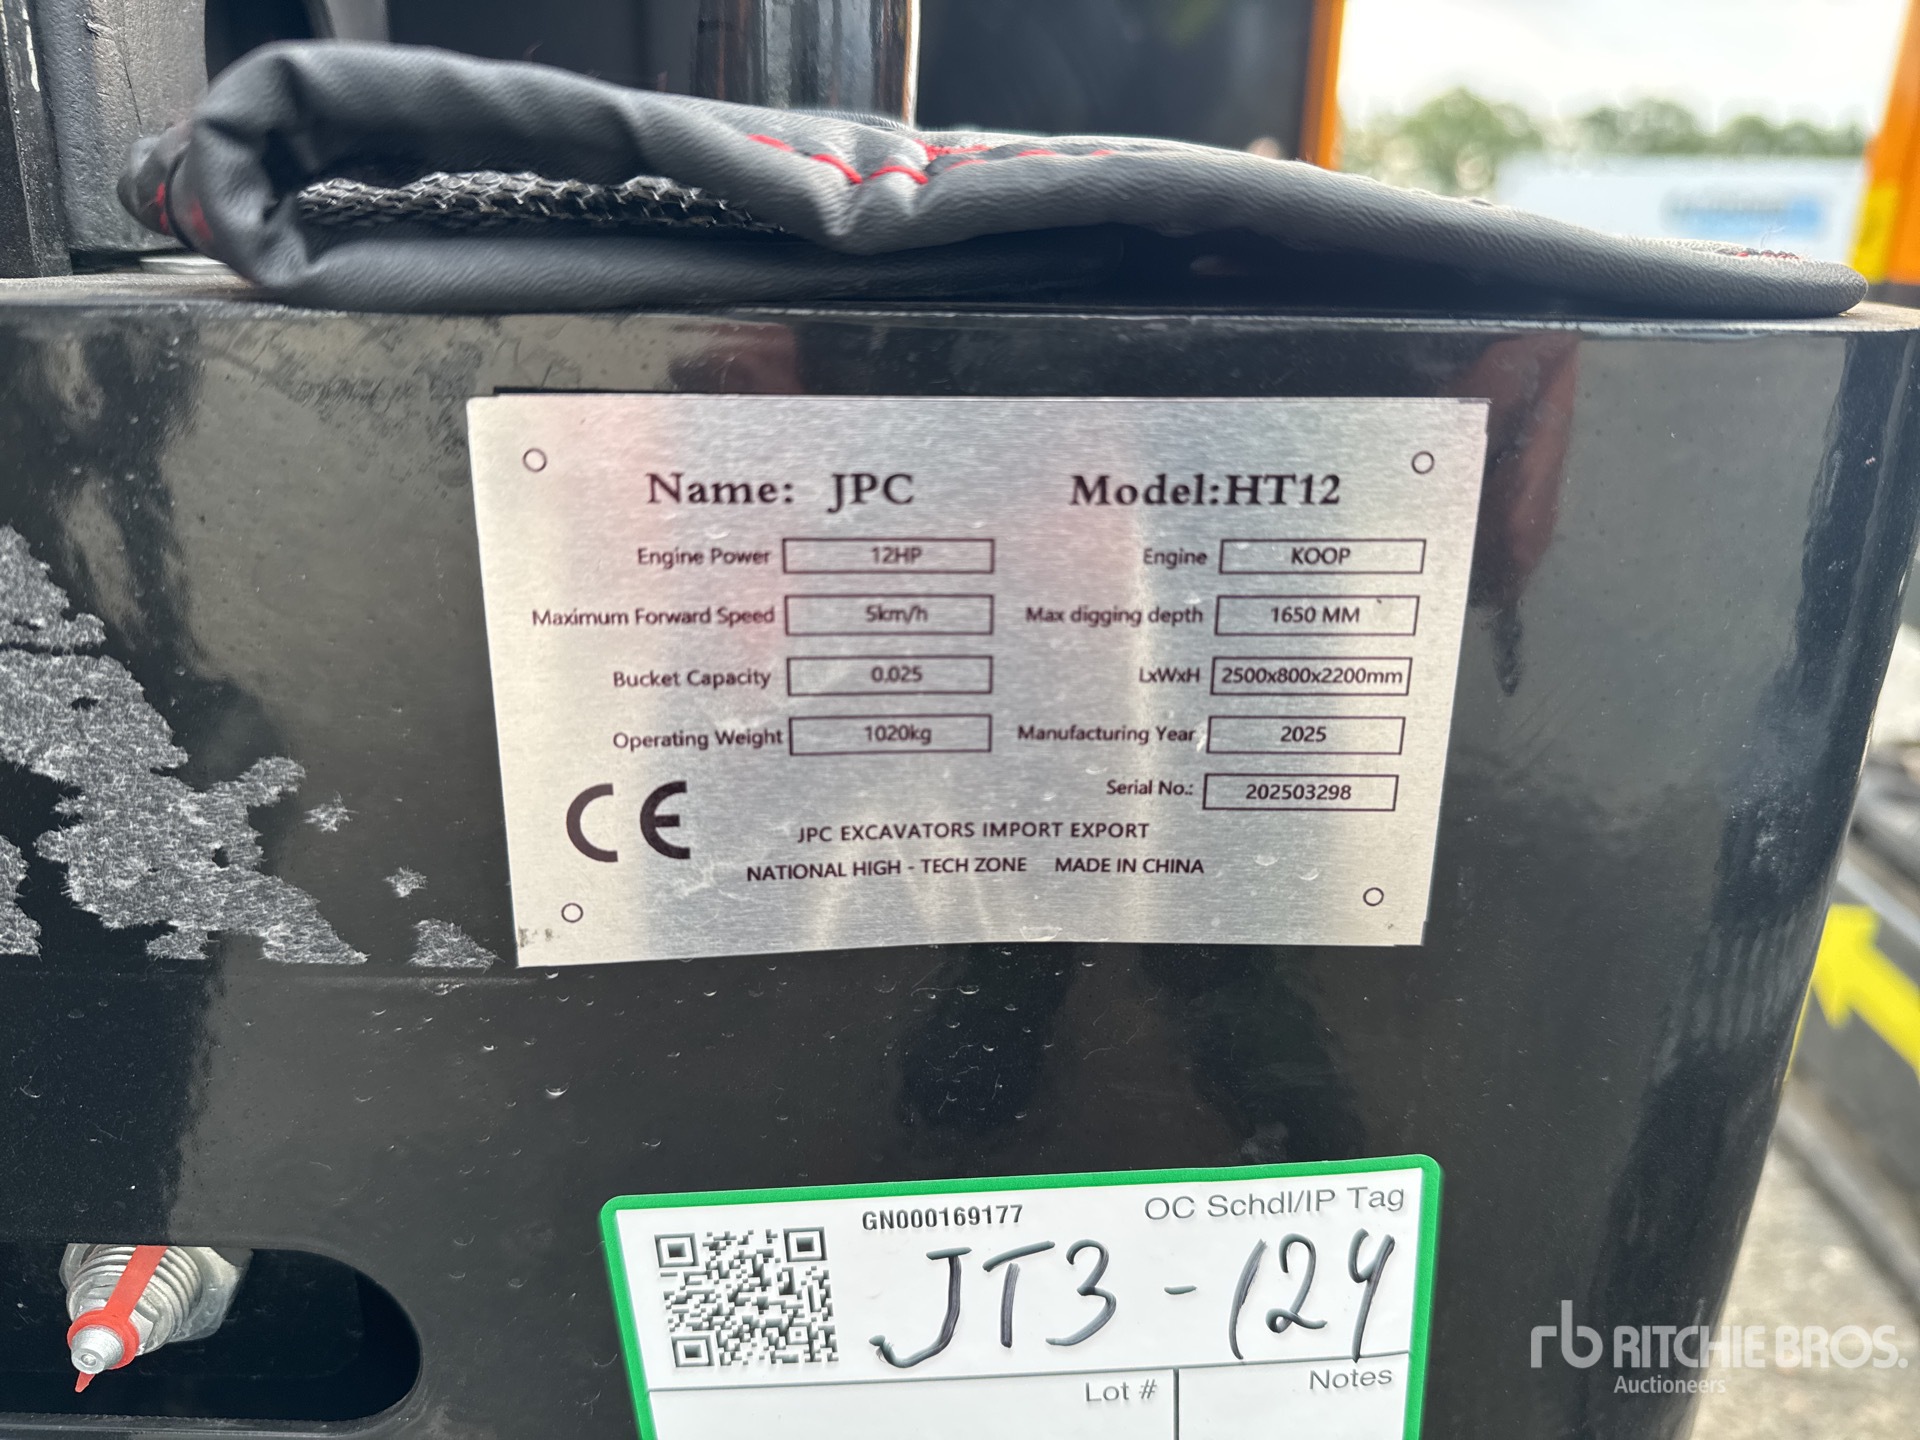 Name: JPC Model:HT12
Engine Power 12HP Engine KOOP
Maximum Forward Speed 5km/h Max digging depth 1650 MM
Bucket Capacity 0.025 LxWxH 2500x800x2200mm
Operating Weight 1020kg Manufacturing Year 2025
Serial No.: 202503298
CE
JPC EXCAVATORS IMPORT EXPORT
NATIONAL HIGH - TECH ZONE MADE IN CHINA
GN000169177 OC Schdl/IP Tag
JT3-124
Lot # Notes
rb RITCHIE BROS.
Auctioneers